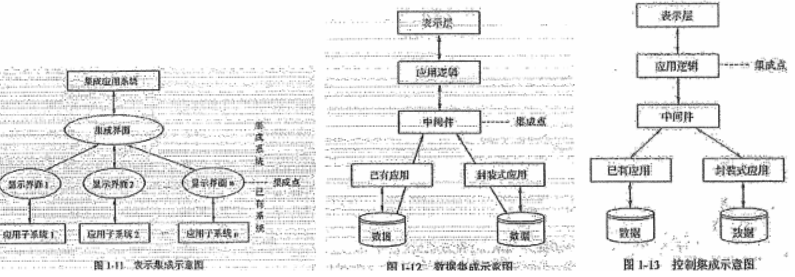 集成应用系统
集成界面
集成系统
已有系统
显示界面1
显示界面2
显示界面n
集成点
应用子系统1
应用子系统2
应用子系统n
图1-11 表示集成示意图
表示层
应用逻辑
中间件
集成点
已有应用
封装式应用
数据
数据
图1-12 数据集成示意图
表示层
应用逻辑
集成点
中间件
已有应用
封装式应用
数据
数据
图1-13 控制集成示意图